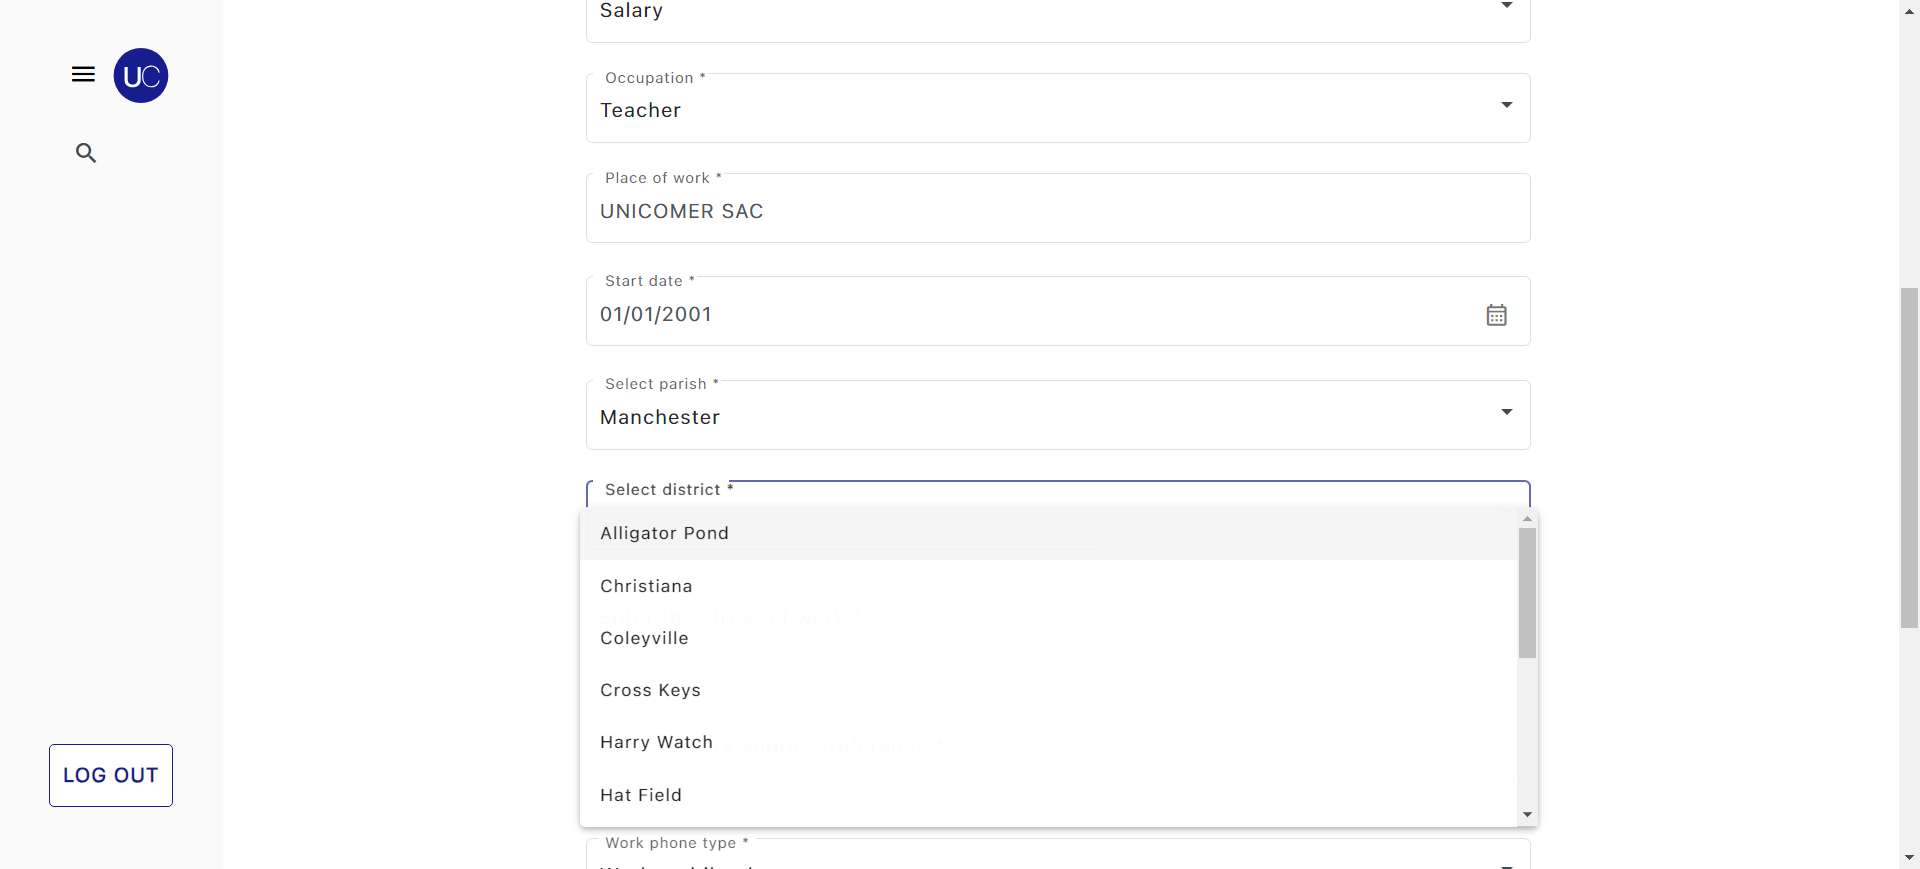 UC
LOG OUT
Salary
Occupation *
Teacher
Place of work *
UNICOMER SAC
Start date *
01/01/2001
Select parish *
Manchester
Select district *
Alligator Pond
Christiana
Coleyville
Cross Keys
Harry Watch
Hat Field
Work phone type *